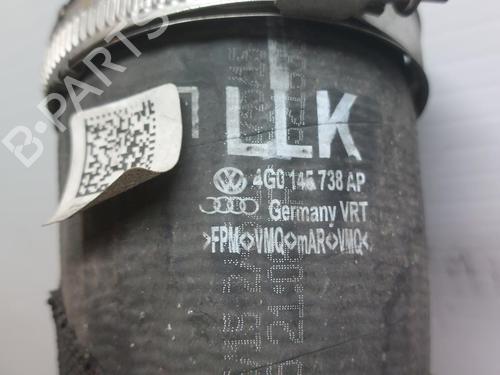 LLK
4G0 145 738 AP
Germany VRT
>FPM<>VMQ<>mAR<>VMQ<
B-PARTS